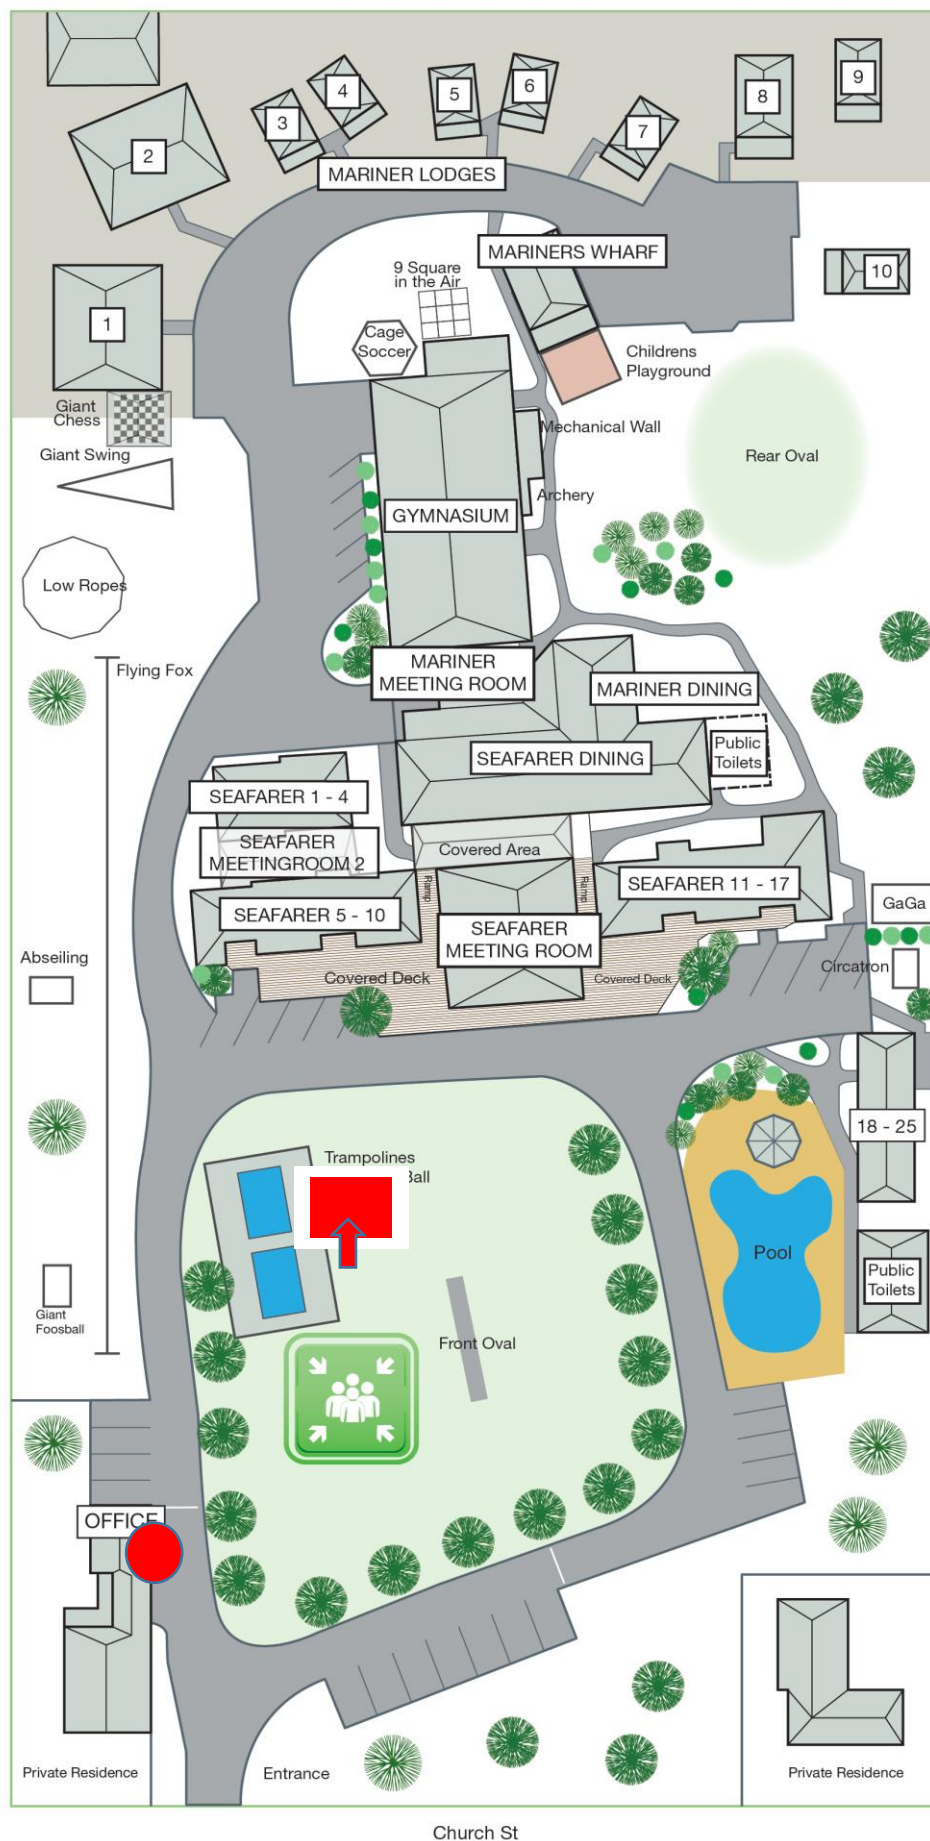 4
5
6
9
8
3
7
2
MARINER LODGES
MARINERS WHARF
9 Square
in the Air
10
1
Cage
Soccer
Childrens
Playground
Giant
Chess
Mechanical Wall
Giant Swing
Rear Oval
Archery
GYMNASIUM
Low Ropes
MARINER
MEETING ROOM
Flying Fox
MARINER DINING
SEAFARER DINING
Public
Toilets
SEAFARER 1 - 4
SEAFARER
MEETINGROOM 2
Covered Area
Ramp
Ramp
SEAFARER 11 - 17
SEAFARER 5 - 10
GaGa
SEAFARER
MEETING ROOM
Abseiling
Covered Deck
Covered Deck
Circatron
18 - 25
Trampolines
Ball
Pool
Public
Toilets
Giant
Foosball
Front Oval
OFFICE
Private Residence
Entrance
Private Residence
Church St